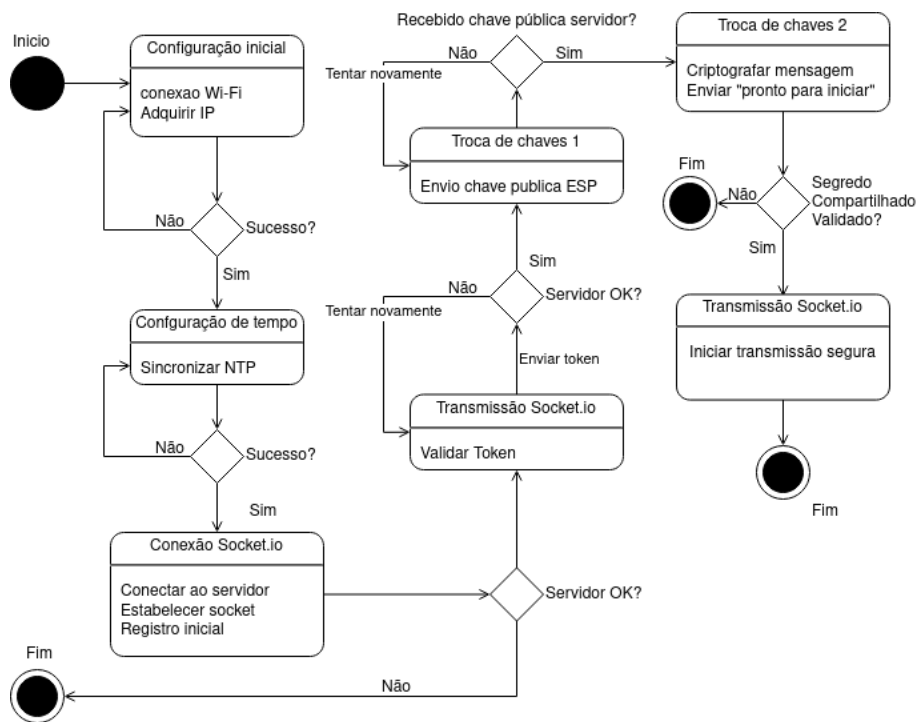 Inicio
Configuração inicial
conexao Wi-Fi
Adquirir IP
Não
Sucesso?
Sim
Confguração de tempo
Sincronizar NTP
Não
Sucesso?
Sim
Conexão Socket.io
Conectar ao servidor
Estabelecer socket
Registro inicial
Fim
Não
Servidor OK?
Transmissão Socket.io
Validar Token
Enviar token
Servidor OK?
Não
Tentar novamente
Sim
Troca de chaves 1
Envio chave publica ESP
Recebido chave pública servidor?
Não
Tentar novamente
Sim
Troca de chaves 2
Criptografar mensagem
Enviar "pronto para iniciar"
Segredo
Compartilhado
Validado?
Não
Fim
Sim
Transmissão Socket.io
Iniciar transmissão segura
Fim